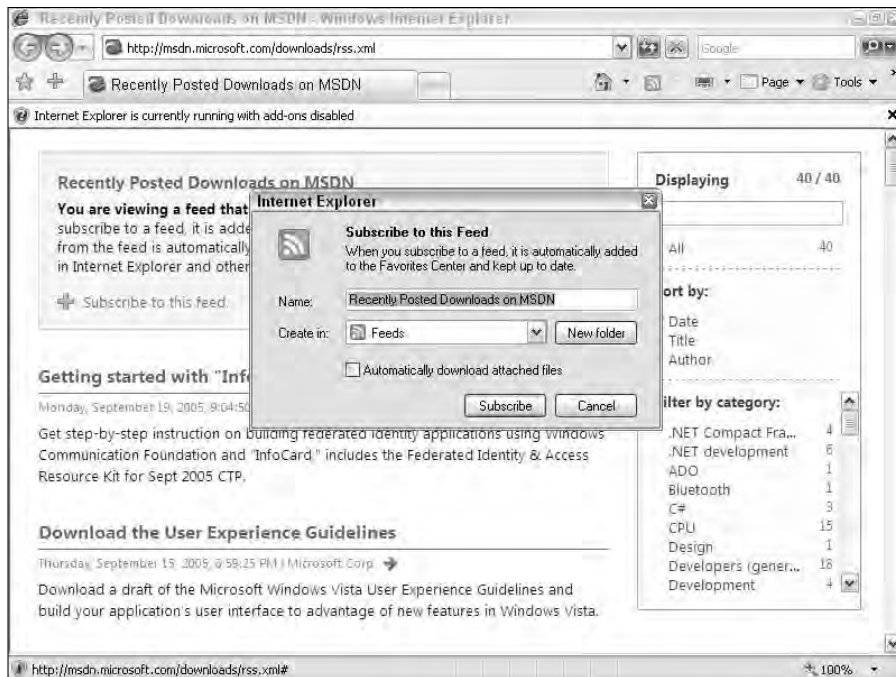 Recently Posted Downloads on MSDN - Windows Internet Explorer
http://msdn.microsoft.com/downloads/rss.xml
Google
Recently Posted Downloads on MSDN
Page
Tools
Internet Explorer is currently running with add-ons disabled
Recently Posted Downloads on MSDN
You are viewing a feed that
subscribe to a feed, it is adde
from the feed is automatically
in Internet Explorer and other
Subscribe to this feed
Internet Explorer
Subscribe to this Feed
When you subscribe to a feed, it is automatically added
to the Favorites Center and kept up to date.
Name:
Recently Posted Downloads on MSDN
Create in:
Feeds
New folder
Automatically download attached files
Subscribe
Cancel
Getting started with "Info
Monday, September 19, 2005, 9:04:50
Get step-by-step instruction on building federated identity applications using Windows
Communication Foundation and "InfoCard " includes the Federated Identity & Access
Resource Kit for Sept 2005 CTP.
Download the User Experience Guidelines
Thursday, September 15, 2005, 6:59:25 PM | Microsoft Corp
Download a draft of the Microsoft Windows Vista User Experience Guidelines and
build your application's user interface to advantage of new features in Windows Vista.
Displaying 40 / 40
All 40
ort by:
Date
Title
Author
ilter by category:
.NET Compact Fra... 4
.NET development 6
ADO 1
Bluetooth 1
C# 3
CPU 15
Design 1
Developers (gener... 18
Development 4
http://msdn.microsoft.com/downloads/rss.xml#
100%